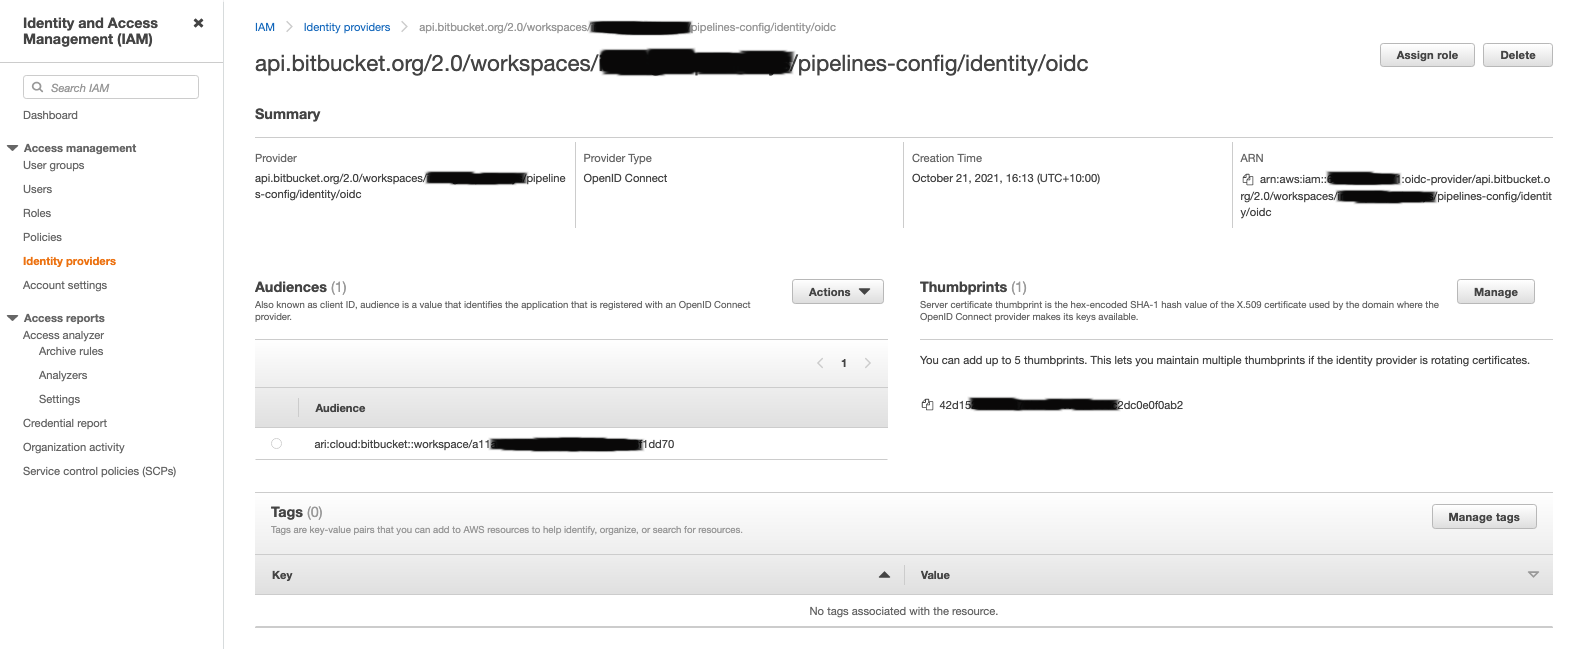 Identity and Access
Management (IAM)
Search IAM
Dashboard
Access management
User groups
Users
Roles
Policies
Identity providers
Account settings
Access reports
Access analyzer
Archive rules
Analyzers
Settings
Credential report
Organization activity
Service control policies (SCPs)
IAM
Identity providers
api.bitbucket.org/2.0/workspaces/ pipelines-config/identity/oidc
api.bitbucket.org/2.0/workspaces/ /pipelines-config/identity/oidc
Assign role
Delete
Summary
Provider
api.bitbucket.org/2.0/workspaces/ /pipeline
s-config/identity/oidc
Provider Type
OpenID Connect
Creation Time
October 21, 2021, 16:13 (UTC+10:00)
ARN
arn:aws:iam:: :oidc-provider/api.bitbucket.o
rg/2.0/workspaces/ /pipelines-config/identit
y/oidc
Audiences (1)
Also known as client ID, audience is a value that identifies the application that is registered with an OpenID Connect
provider.
Actions
1
Audience
ari:cloud:bitbucket::workspace/a11 1dd70
Thumbprints (1)
Server certificate thumbprint is the hex-encoded SHA-1 hash value of the X.509 certificate used by the domain where the
OpenID Connect provider makes its keys available.
Manage
You can add up to 5 thumbprints. This lets you maintain multiple thumbprints if the identity provider is rotating certificates.
42d15 2dc0e0f0ab2
Tags (0)
Tags are key-value pairs that you can add to AWS resources to help identify, organize, or search for resources.
Manage tags
Key
Value
No tags associated with the resource.